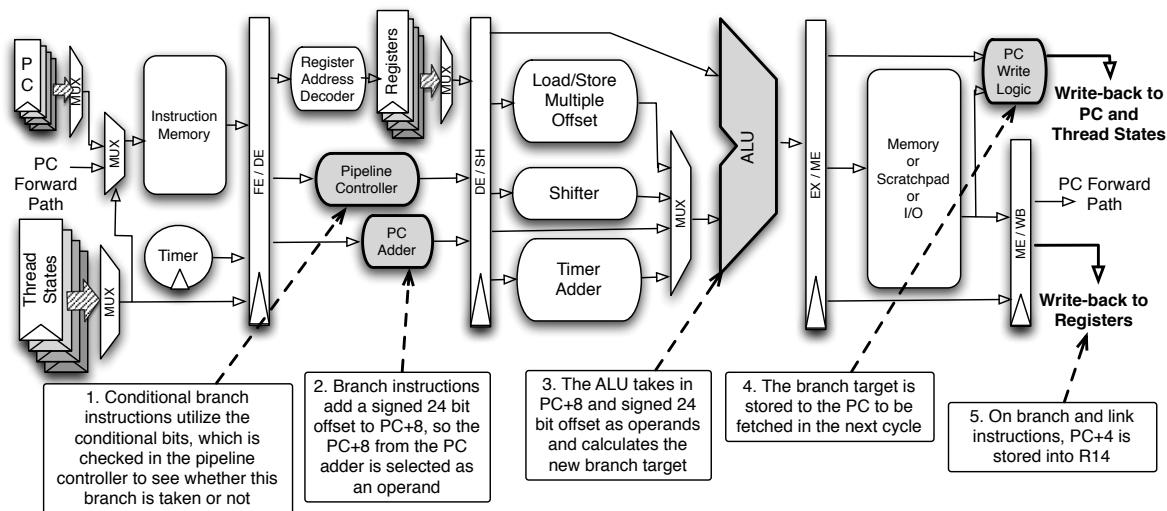 P
C
MUX
PC
Forward
Path
MUX
Thread
States
MUX
Instruction
Memory
Timer
FE / DE
Register
Address
Decoder
Registers
MUX
Pipeline
Controller
PC
Adder
DE / SH
Load/Store
Multiple
Offset
Shifter
Timer
Adder
MUX
ALU
EX / ME
Memory
or
Scratchpad
or
I/O
PC
Write
Logic
Write-back to
PC and
Thread States
ME / WB
PC Forward
Path
Write-back to
Registers
1. Conditional branch
instructions utilize the
conditional bits, which is
checked in the pipeline
controller to see whether this
branch is taken or not
2. Branch instructions
add a signed 24 bit
offset to PC+8, so the
PC+8 from the PC
adder is selected as
an operand
3. The ALU takes in
PC+8 and signed 24
bit offset as operands
and calculates the
new branch target
4. The branch target is
stored to the PC to be
fetched in the next cycle
5. On branch and link
instructions, PC+4 is
stored into R14